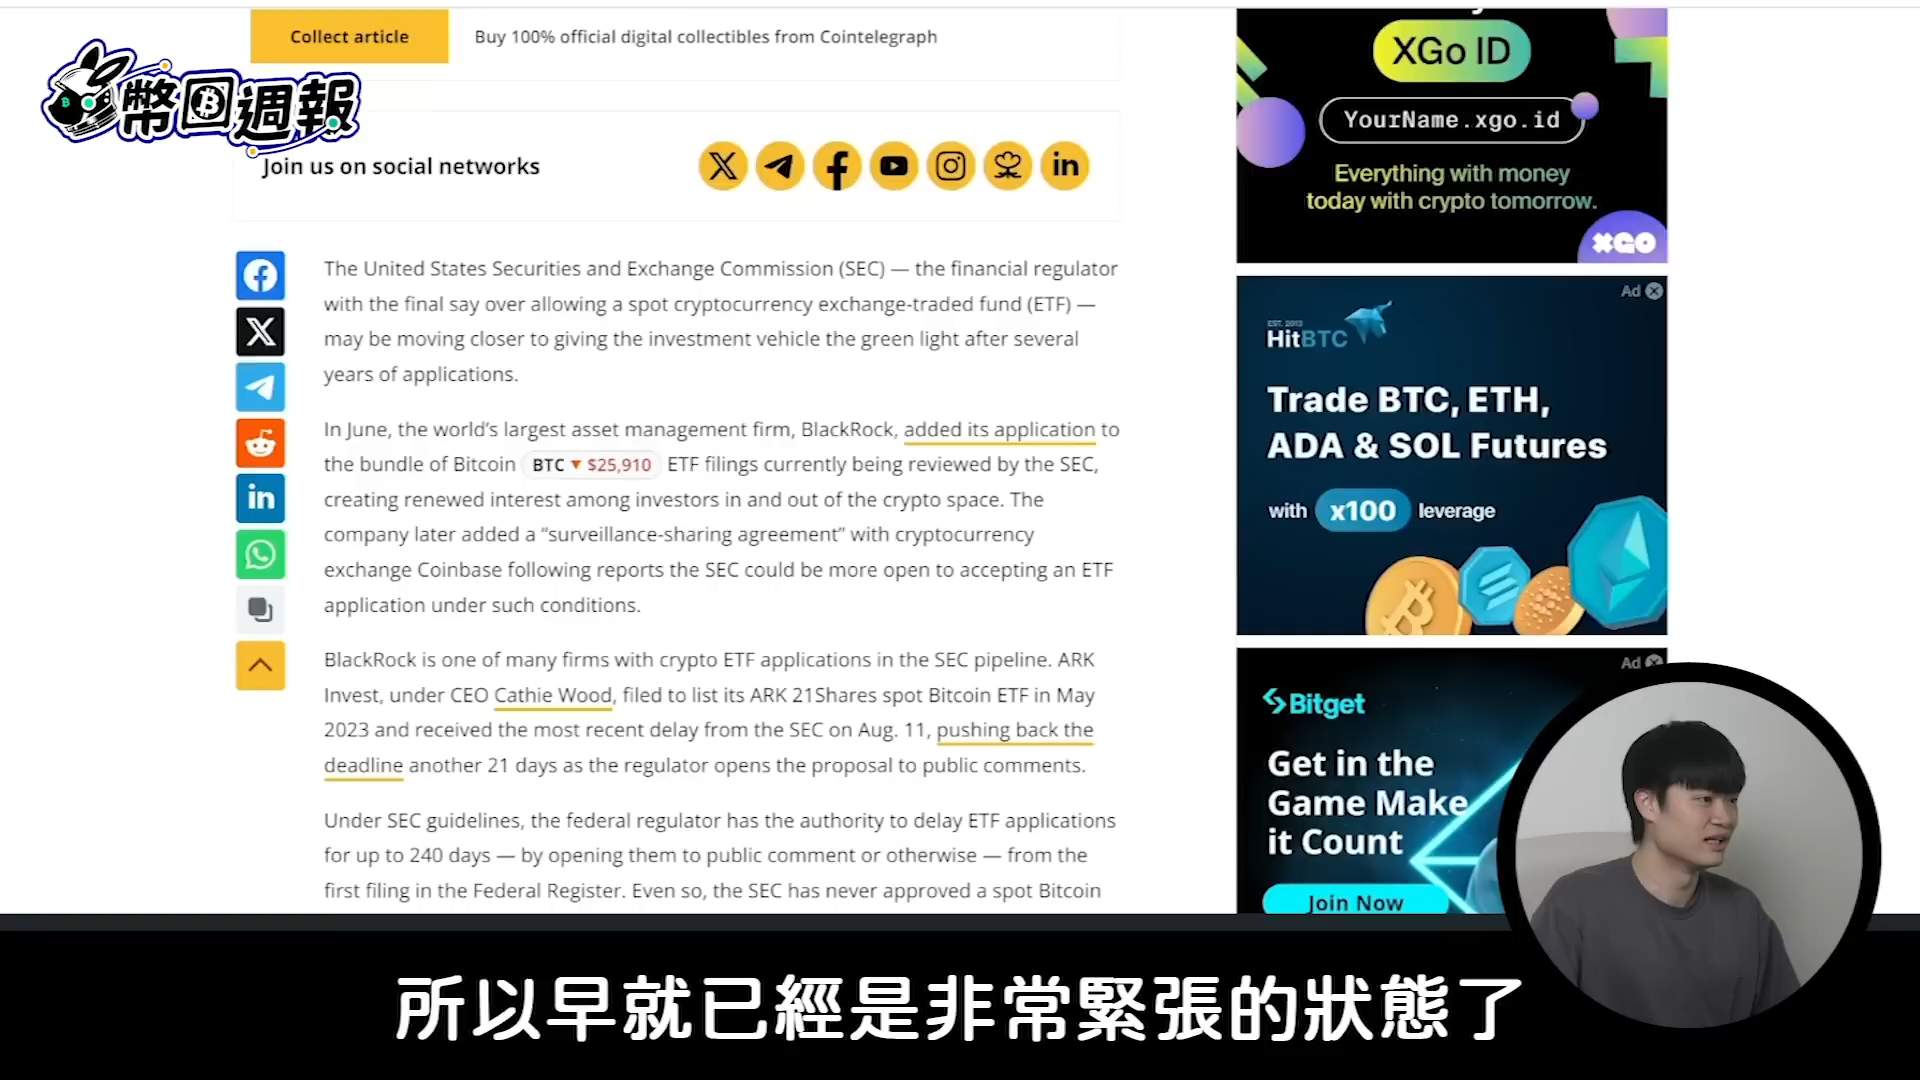 Collect article
Buy 100% official digital collectibles from Cointelegraph
幣回週報
Join us on social networks
The United States Securities and Exchange Commission (SEC) — the financial regulator
with the final say over allowing a spot cryptocurrency exchange-traded fund (ETF) —
may be moving closer to giving the investment vehicle the green light after several
years of applications.
In June, the world’s largest asset management firm, BlackRock, added its application to
the bundle of Bitcoin BTC ▼ $25,910 ETF filings currently being reviewed by the SEC,
creating renewed interest among investors in and out of the crypto space. The
company later added a “surveillance-sharing agreement” with cryptocurrency
exchange Coinbase following reports the SEC could be more open to accepting an ETF
application under such conditions.
BlackRock is one of many firms with crypto ETF applications in the SEC pipeline. ARK
Invest, under CEO Cathie Wood, filed to list its ARK 21Shares spot Bitcoin ETF in May
2023 and received the most recent delay from the SEC on Aug. 11, pushing back the
deadline another 21 days as the regulator opens the proposal to public comments.
Under SEC guidelines, the federal regulator has the authority to delay ETF applications
for up to 240 days — by opening them to public comment or otherwise — from the
first filing in the Federal Register. Even so, the SEC has never approved a spot Bitcoin
XGo ID
YourName.xgo.id
Everything with money
today with crypto tomorrow.
XGO
Ad
EST. 2013
HitBTC
Trade BTC, ETH,
ADA & SOL Futures
with x100 leverage
Ad
Bitget
Get in the
Game Make
it Count
Join Now
所以早就已經是非常緊張的狀態了